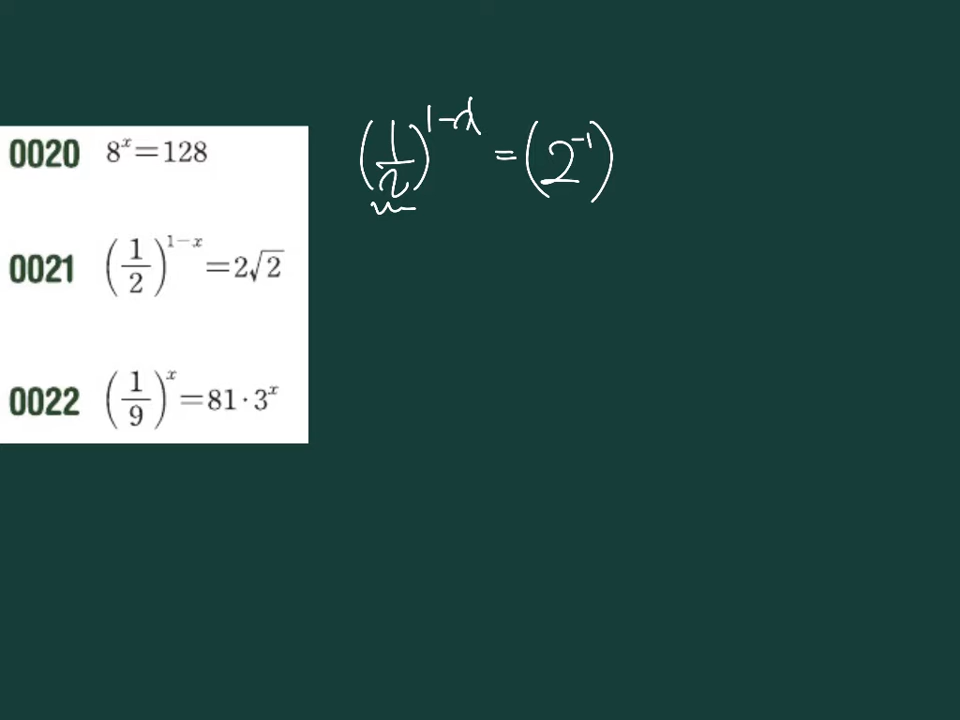 0020 8^x=128
0021 (1/2)^{1-x}=2√2
0022 (1/9)^x=81·3^x
(1/2)^{1-x} = (2^{-1})